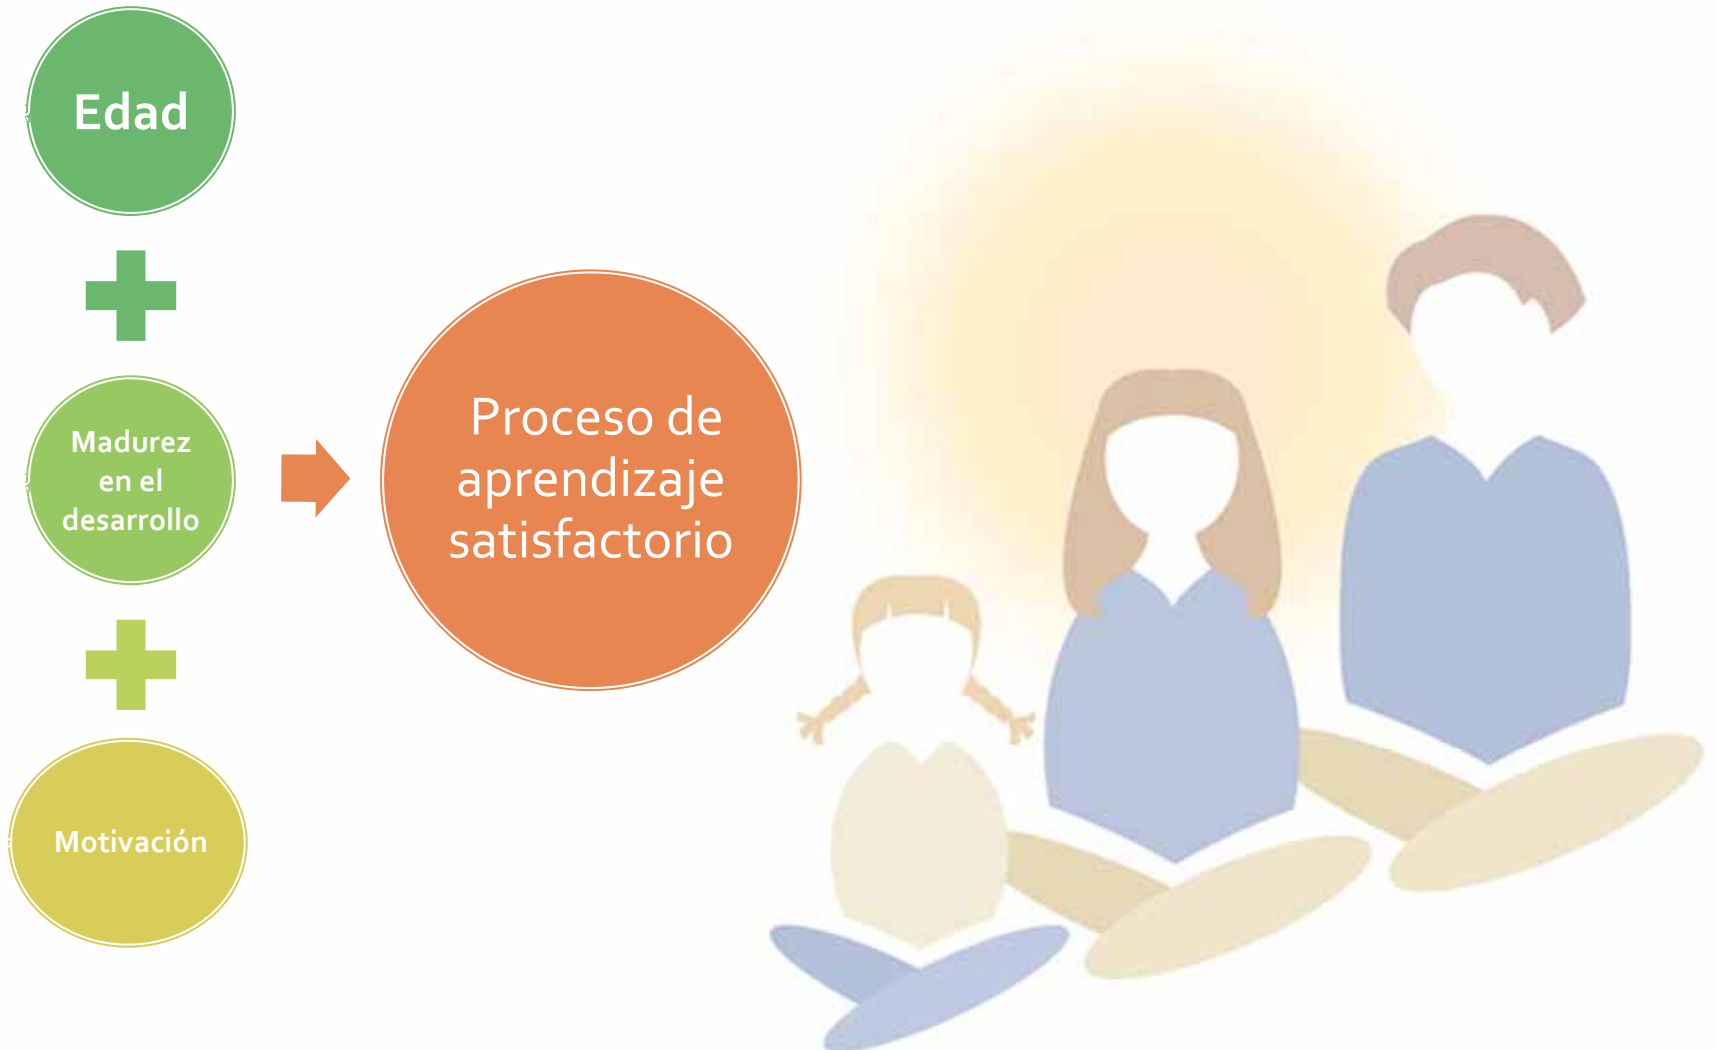 Edad
Madurez
en el
desarrollo
Motivación
Proceso de
aprendizaje
satisfactorio